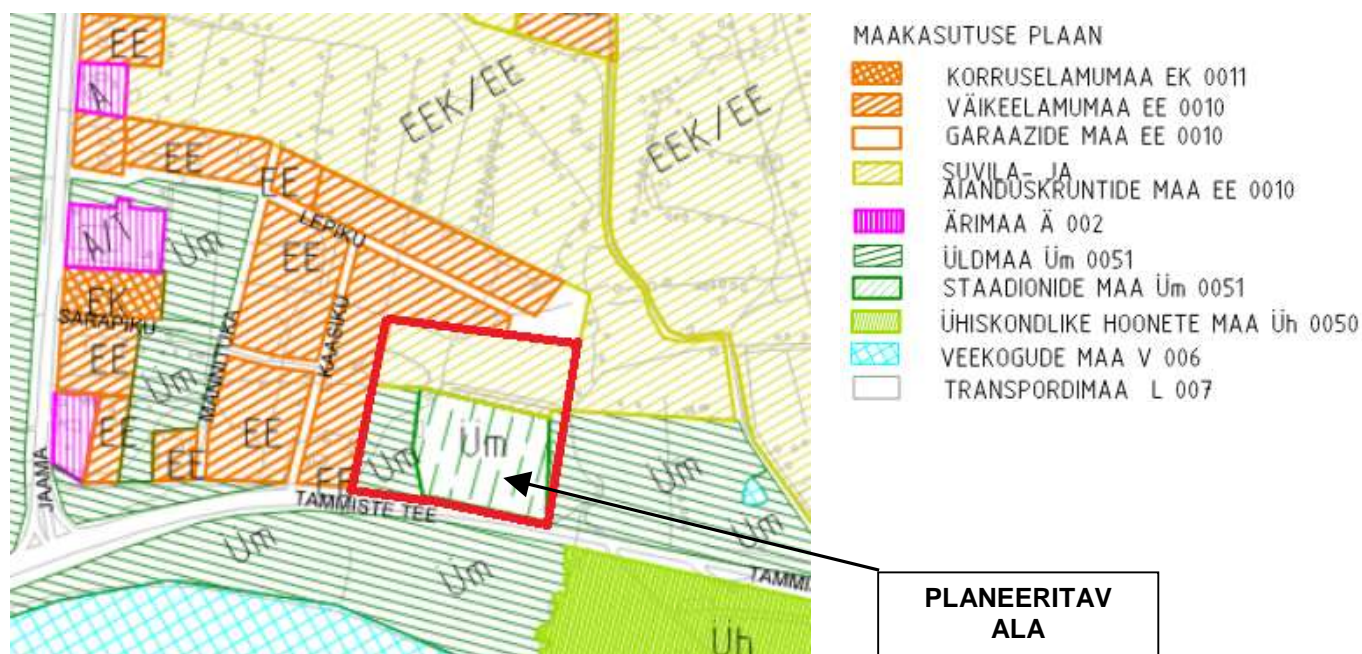 EE
A
EE
EE
EEK/EE
EEK/EE
LEPIKU
A/T
Üm
EE
EK
SARAPIKU
EE
Üm
MÄNNITUKA
KAASIKU
EE
EE
EE
EE
Üm
Üm
Üm
Üm
JAAMA
TAMMISTE TEE
Üm
Üm
TAMMI
Üh
MAAKASUTUSE PLAAN
KORRUSELAMUMAA EK 0011
VÄIKEELAMUMAA EE 0010
GARAAZIDE MAA EE 0010
SUVILA- JA
AIANDUSKRUNTIDE MAA EE 0010
ÄRIMAA Ä 002
ÜLDMAA Üm 0051
STAADIONIDE MAA Üm 0051
ÜHISKONDLIKE HOONETE MAA Üh 0050
VEEKOGUDE MAA V 006
TRANSPORDIMAA L 007
PLANEERITAV
ALA